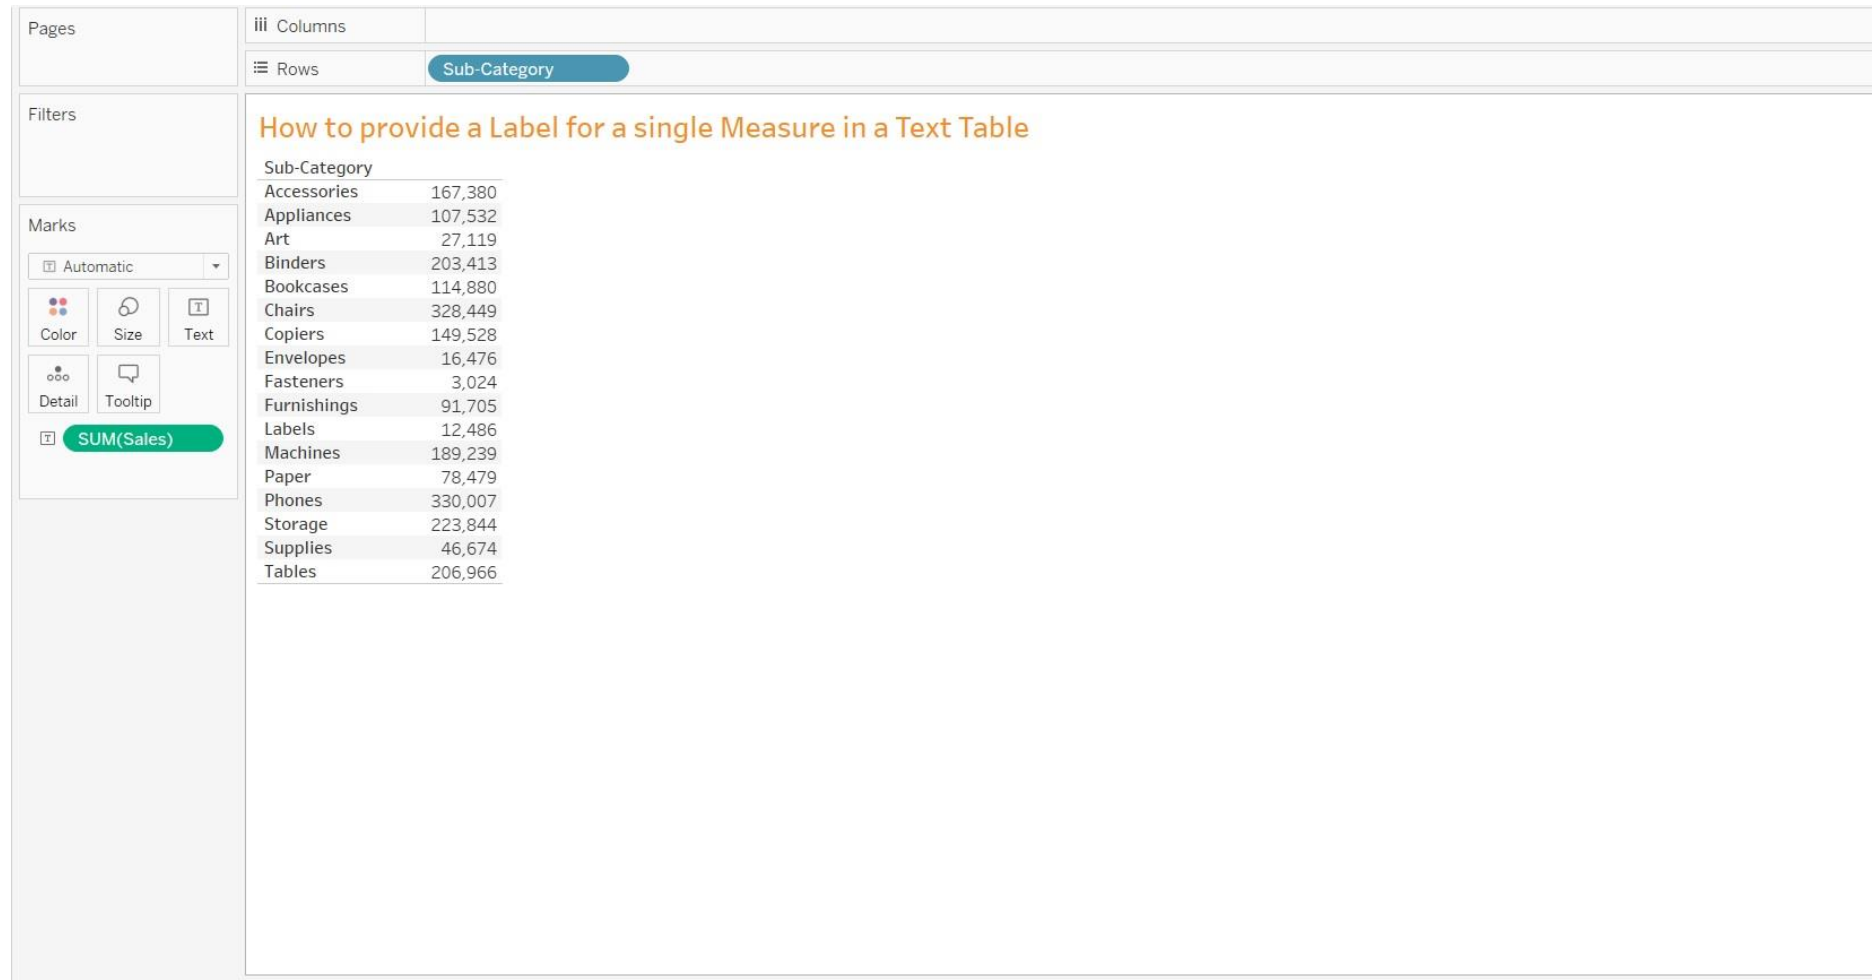 Pages
Columns
Rows
Sub-Category
Filters
Marks
Automatic
Color Size Text
Detail Tooltip
SUM(Sales)
How to provide a Label for a single Measure in a Text Table
Sub-Category
Accessories 167,380
Appliances 107,532
Art 27,119
Binders 203,413
Bookcases 114,880
Chairs 328,449
Copiers 149,528
Envelopes 16,476
Fasteners 3,024
Furnishings 91,705
Labels 12,486
Machines 189,239
Paper 78,479
Phones 330,007
Storage 223,844
Supplies 46,674
Tables 206,966